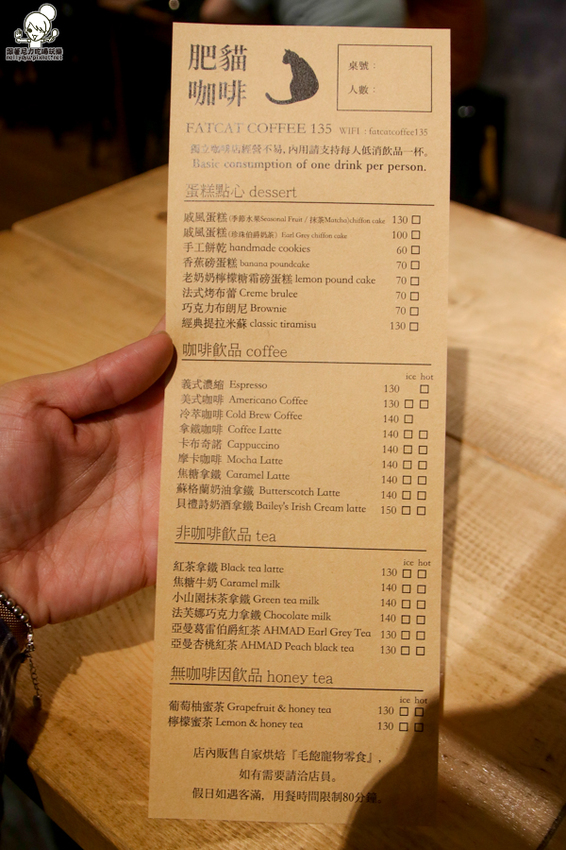 跟著尼力吃喝玩樂
肥貓
咖啡
桌號：
人數：
FATCAT COFFEE 135 WIFI：fatcatcoffee135
獨立咖啡店經營不易，內用請支持每人低消飲品一杯。
Basic consumption of one drink per person.
蛋糕點心 dessert
戚風蛋糕(季節水果Seasonal Fruit / 抹茶Matcha)chiffon cake 130 □
戚風蛋糕(珍珠伯爵奶茶) Earl Grey chiffon cake 100 □
手工餅乾 handmade cookies 60 □
香蕉磅蛋糕 banana poundcake 70 □
老奶奶檸檬糖霜磅蛋糕 lemon pound cake 70 □
法式烤布蕾 Creme brulee 70 □
巧克力布朗尼 Brownie 70 □
經典提拉米蘇 classic tiramisu 130 □
咖啡飲品 coffee
ice hot
義式濃縮 Espresso 130 □
美式咖啡 Americano Coffee 130 □ □
冷萃咖啡 Cold Brew Coffee 140 □
拿鐵咖啡 Coffee Latte 140 □ □
卡布奇諾 Cappuccino 140 □ □
摩卡咖啡 Mocha Latte 140 □ □
焦糖拿鐵 Caramel Latte 140 □ □
蘇格蘭奶油拿鐵 Butterscotch Latte 140 □ □
貝禮詩奶酒拿鐵 Bailey's Irish Cream latte 150 □ □
非咖啡飲品 tea
ice hot
紅茶拿鐵 Black tea latte 130 □ □
焦糖牛奶 Caramel milk 140 □ □
小山園抹茶拿鐵 Green tea milk 140 □ □
法芙娜巧克力拿鐵 Chocolate milk 140 □ □
亞曼葛雷伯爵紅茶 AHMAD Earl Grey Tea 130 □ □
亞曼杏桃紅茶 AHMAD Peach black tea 130 □ □
無咖啡因飲品 honey tea
ice hot
葡萄柚蜜茶 Grapefruit & honey tea 130 □ □
檸檬蜜茶 Lemon & honey tea 130 □ □
店內販售自家烘焙『毛飽寵物零食』，
如有需要請洽店員。
假日如遇客滿，用餐時間限制80分鐘。